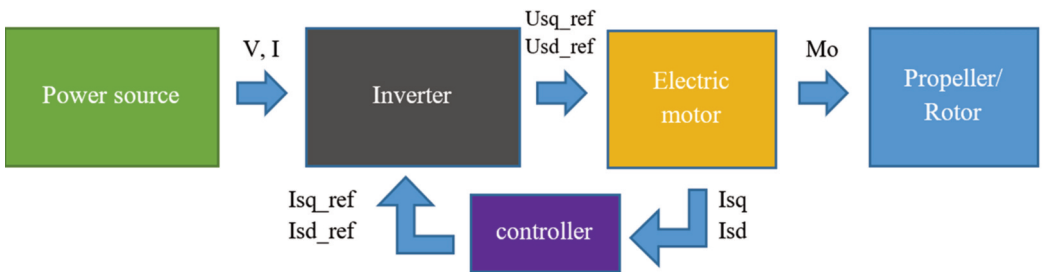 Power source
V, I
Inverter
Usq_ref
Usd_ref
Electric
motor
Mo
Propeller/
Rotor
Isq_ref
Isd_ref
controller
Isq
Isd